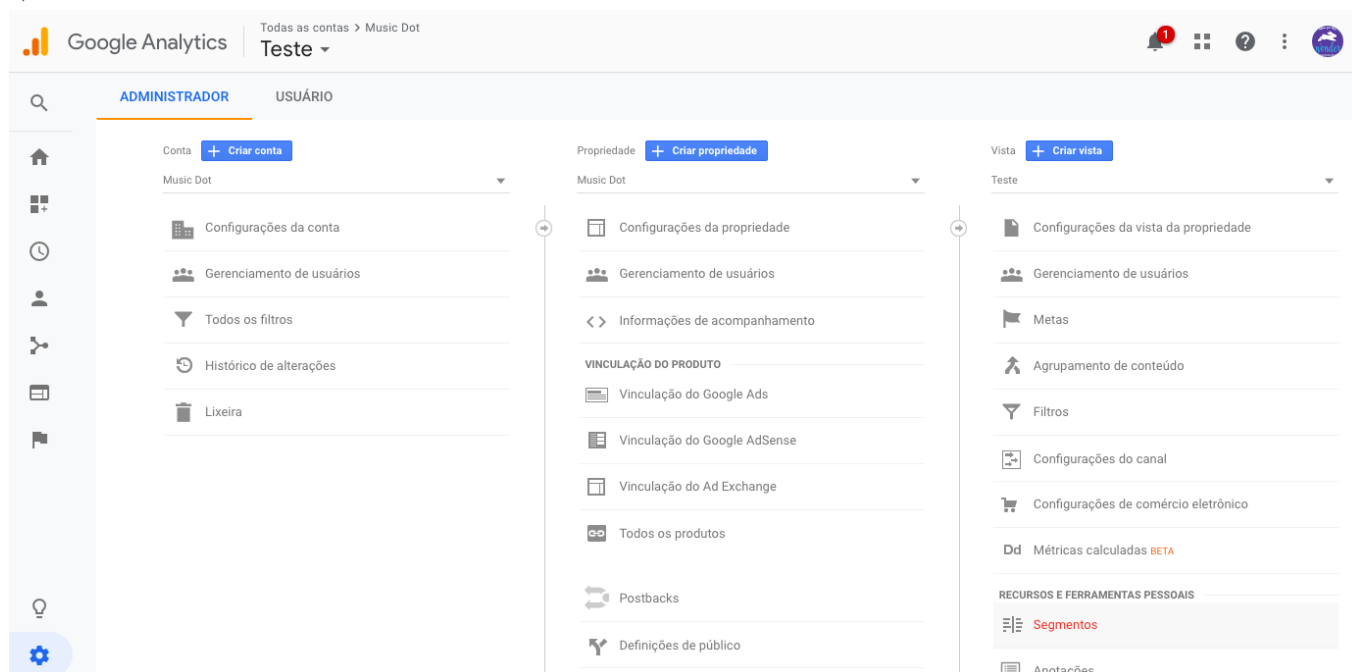 Todas as contas > Music Dot
Google Analytics
Teste
1
wonder
ADMINISTRADOR USUÁRIO
Conta
+ Criar conta
Music Dot
Configurações da conta
Gerenciamento de usuários
Todos os filtros
Histórico de alterações
Lixeira
Propriedade
+ Criar propriedade
Music Dot
Configurações da propriedade
Gerenciamento de usuários
Informações de acompanhamento
VINCULAÇÃO DO PRODUTO
Vinculação do Google Ads
Vinculação do Google AdSense
Vinculação do Ad Exchange
Todos os produtos
Postbacks
Definições de público
Vista
+ Criar vista
Teste
Configurações da vista da propriedade
Gerenciamento de usuários
Metas
Agrupamento de conteúdo
Filtros
Configurações do canal
Configurações de comércio eletrônico
Dd Métricas calculadas BETA
RECURSOS E FERRAMENTAS PESSOAIS
Segmentos
Anotações